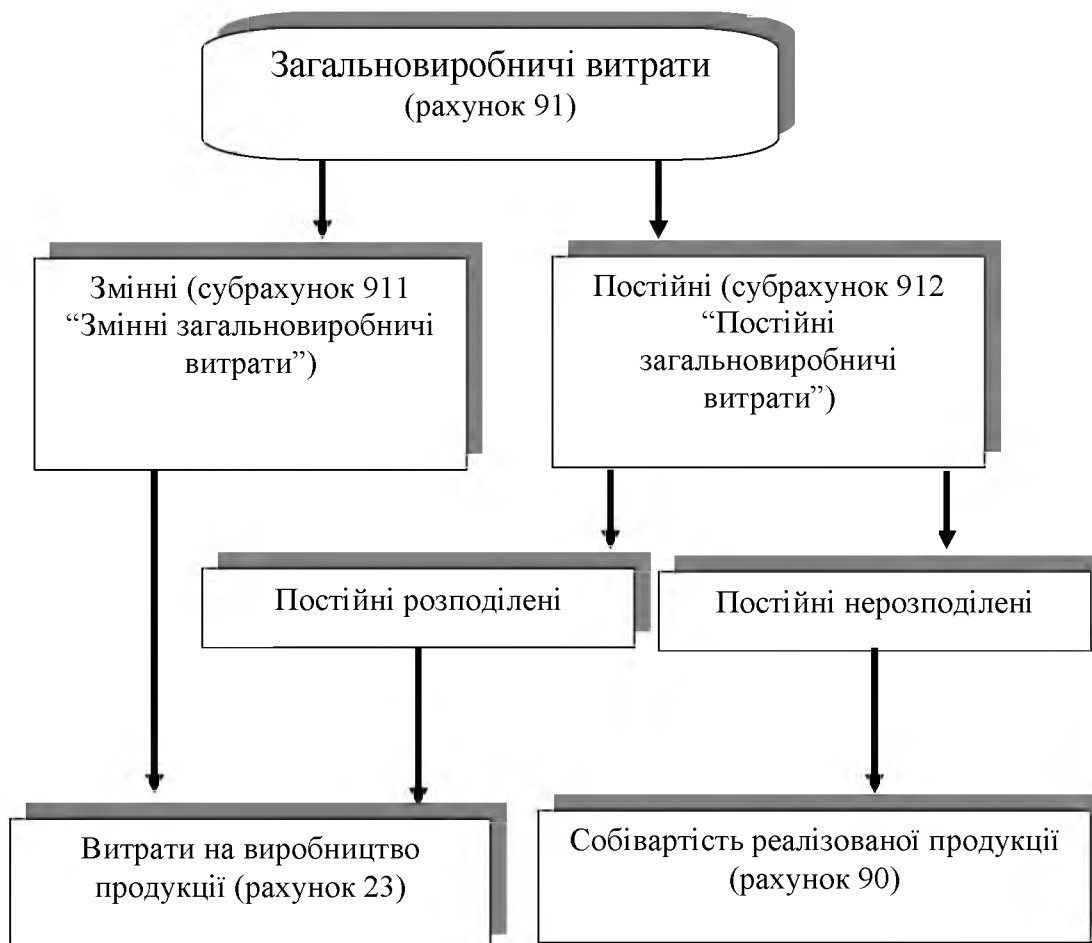 Загальновиробничі витрати
(рахунок 91)
Змінні (субрахунок 911
“Змінні загальновиробничі
витрати”)
Постійні (субрахунок 912
“Постійні
загальновиробничі
витрати”)
Постійні розподілені
Постійні нерозподілені
Витрати на виробництво
продукції (рахунок 23)
Собівартість реалізованої продукції
(рахунок 90)